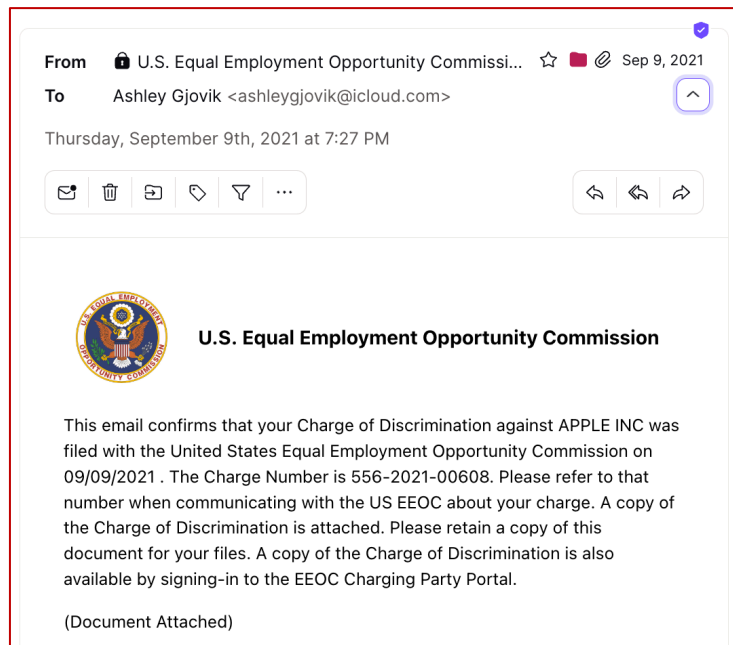 From U.S. Equal Employment Opportunity Commissi... Sep 9, 2021
To Ashley Gjovik <ashleygjovik@icloud.com>
Thursday, September 9th, 2021 at 7:27 PM
U.S. EQUAL EMPLOYMENT
OPPORTUNITY COMMISSION
U.S. Equal Employment Opportunity Commission
This email confirms that your Charge of Discrimination against APPLE INC was
filed with the United States Equal Employment Opportunity Commission on
09/09/2021 . The Charge Number is 556-2021-00608. Please refer to that
number when communicating with the US EEOC about your charge. A copy of
the Charge of Discrimination is attached. Please retain a copy of this
document for your files. A copy of the Charge of Discrimination is also
available by signing-in to the EEOC Charging Party Portal.
(Document Attached)